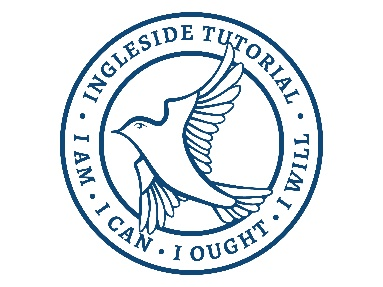 · INGLESIDE TUTORIAL ·
I AM · I CAN · I OUGHT · I WILL